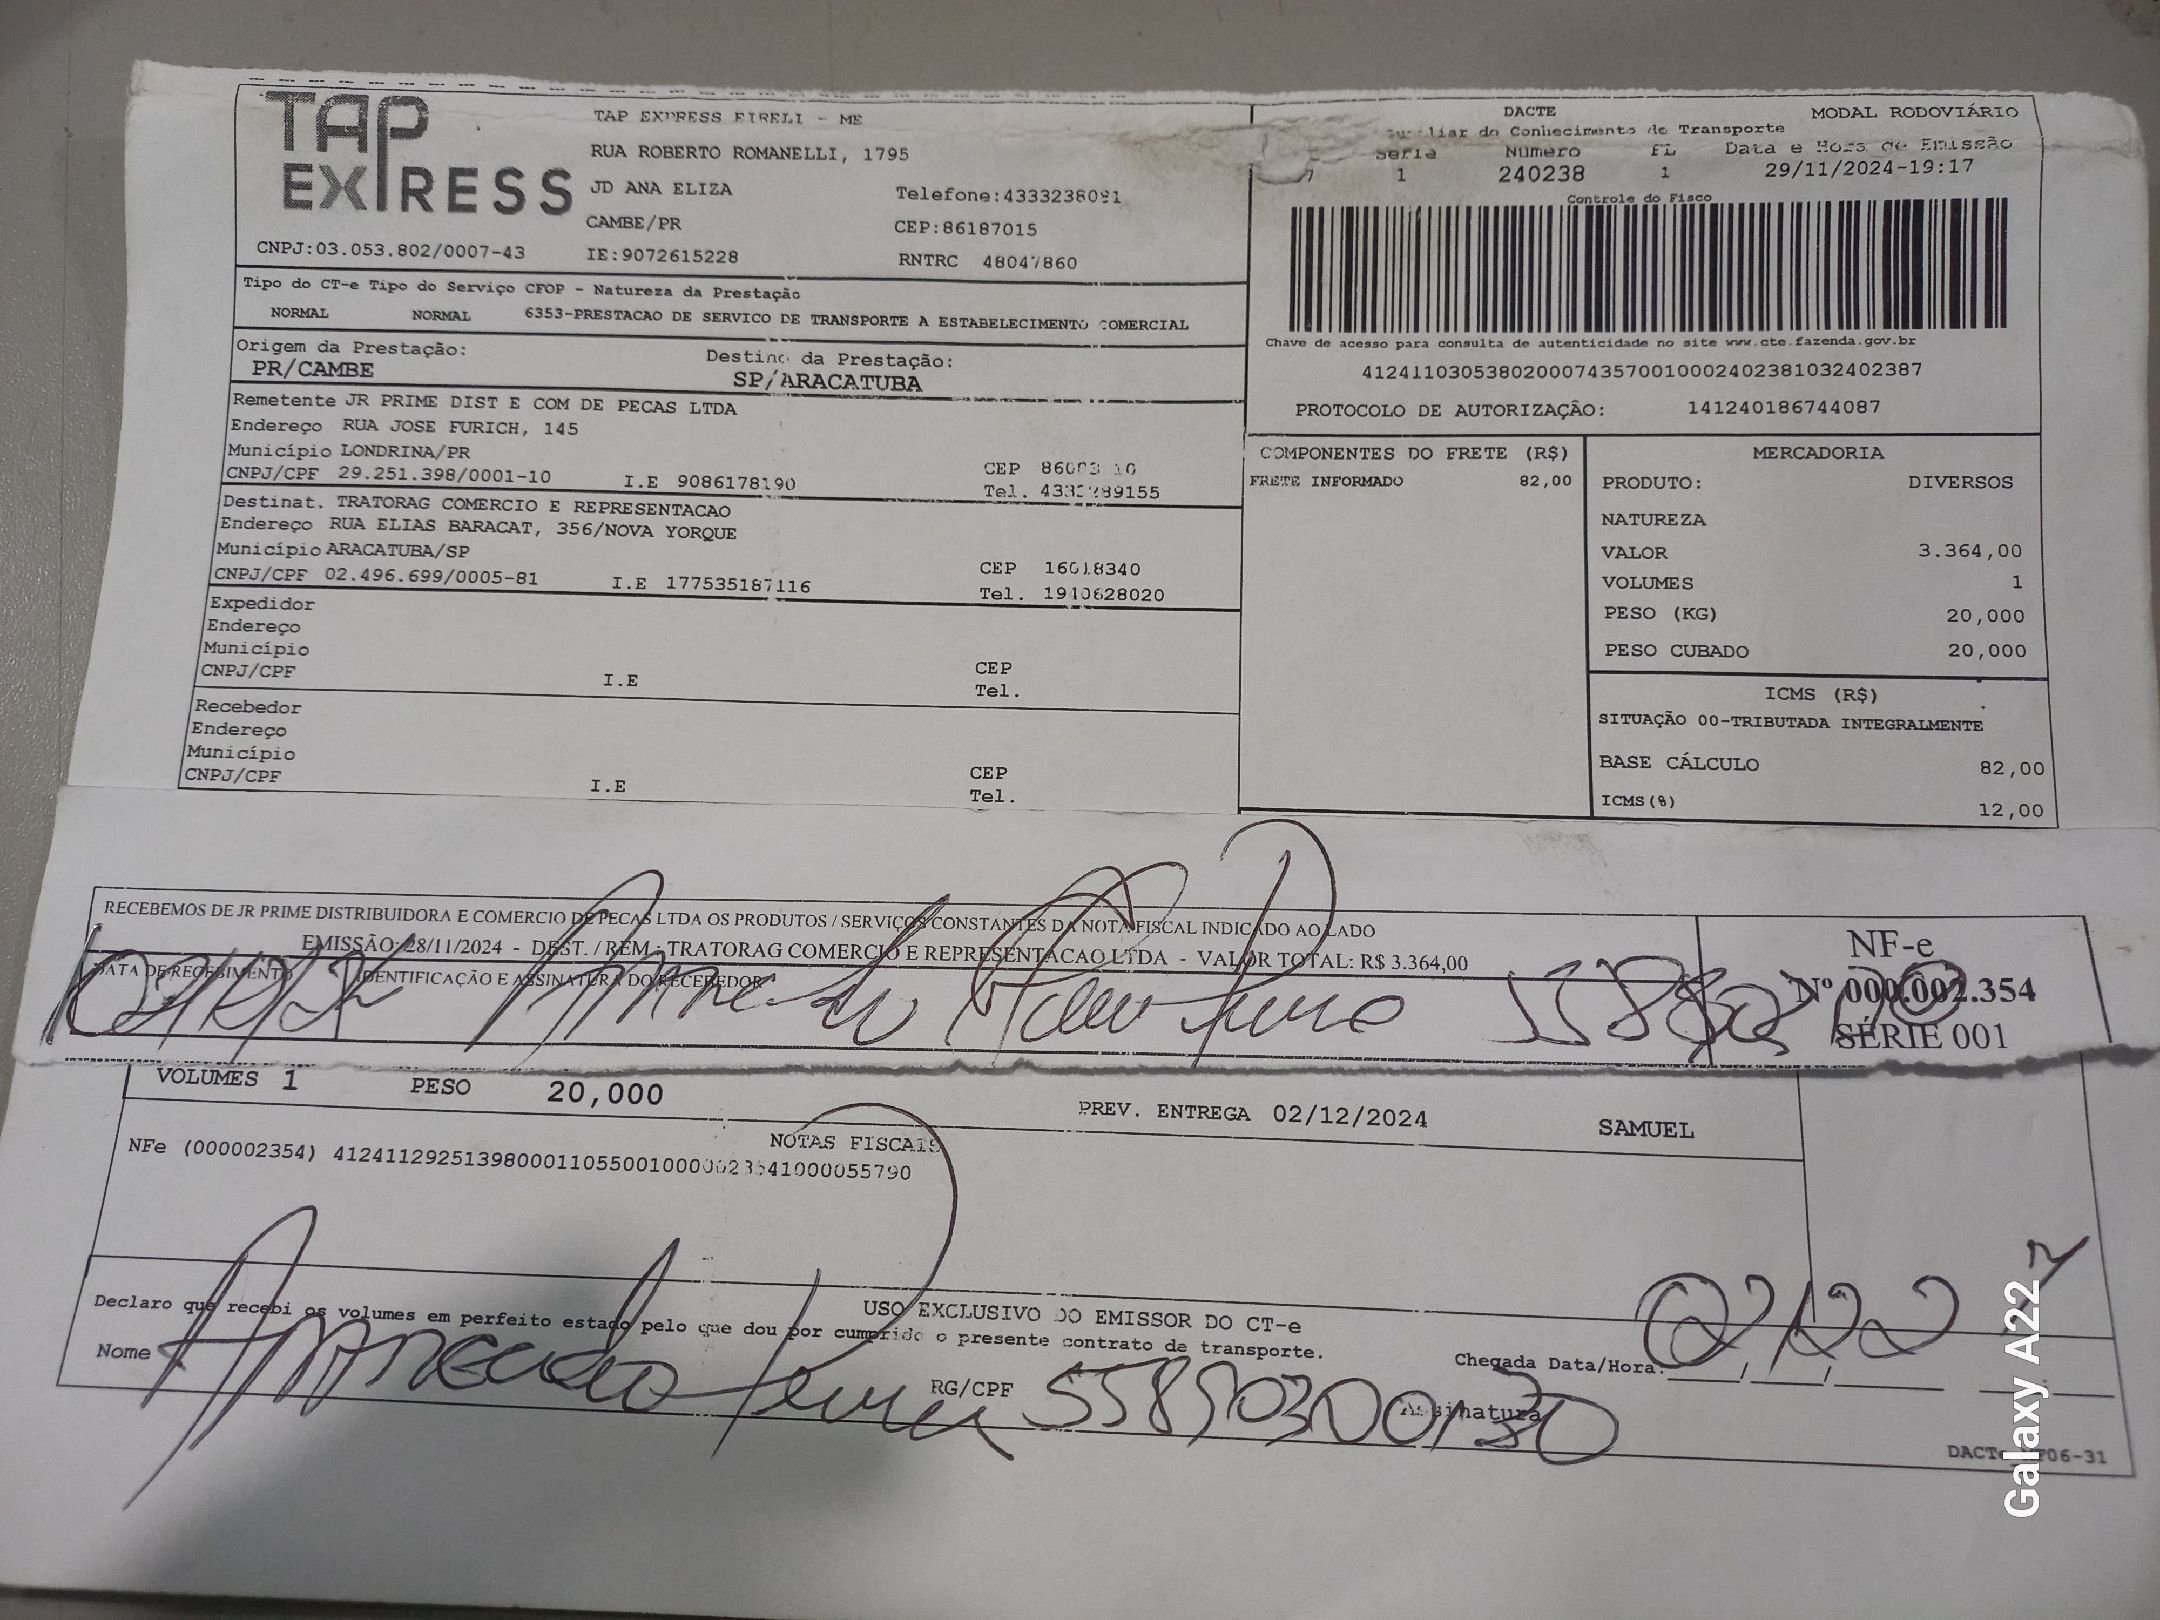 TAP EXPRESS
TAP EXPRESS EIRELI - ME
RUA ROBERTO ROMANELLI, 1795
JD ANA ELIZA Telefone:4333238091
CAMBE/PR CEP:86187015
CNPJ:03.053.802/0007-43 IE:9072615228 RNTRC 48047860
DACTE MODAL RODOVIÁRIO
do Conhecimento de Transporte
Série Número FL Data e Hora de Emissão
1 240238 1 29/11/2024-19:17
Controle do Fisco
Chave de acesso para consulta de autenticidade no site www.cte.fazenda.gov.br
41241103053802000743570010002402381032402387
PROTOCOLO DE AUTORIZAÇÃO: 141240186744087
Tipo do CT-e Tipo do Serviço CFOP - Natureza da Prestação
NORMAL NORMAL 6353-PRESTACAO DE SERVICO DE TRANSPORTE A ESTABELECIMENTO COMERCIAL
Origem da Prestação: Destino da Prestação:
PR/CAMBE SP/ARACATUBA
Remetente JR PRIME DIST E COM DE PECAS LTDA
Endereço RUA JOSE FURICH, 145
Município LONDRINA/PR CEP
CNPJ/CPF 29.251.398/0001-10 I.E 9086178190 Tel.
Destinat. TRATORAG COMERCIO E REPRESENTACAO
Endereço RUA ELIAS BARACAT, 356/NOVA YORQUE
Município ARACATUBA/SP CEP 16018340
CNPJ/CPF 02.496.699/0005-81 I.E 177535187116 Tel. 1940628020
Expedidor
Endereço
Município CEP
CNPJ/CPF I.E Tel.
Recebedor
Endereço
Município CEP
CNPJ/CPF I.E Tel.
COMPONENTES DO FRETE (R$)
FRETE INFORMADO 82,00
MERCADORIA
PRODUTO: DIVERSOS
NATUREZA
VALOR 3.364,00
VOLUMES 1
PESO (KG) 20,000
PESO CUBADO 20,000
ICMS (R$)
SITUAÇÃO 00-TRIBUTADA INTEGRALMENTE
BASE CÁLCULO 82,00
ICMS(%) 12,00
RECEBEMOS DE JR PRIME DISTRIBUIDORA E COMERCIO DE PECAS LTDA OS PRODUTOS / SERVIÇOS CONSTANTES DA NOTA FISCAL INDICADO AO LADO
EMISSÃO: 28/11/2024 - DEST. / REM.: TRATORAG COMERCIO E REPRESENTACAO LTDA - VALOR TOTAL: R$ 3.364,00
DATA DE RECEBIMENTO IDENTIFICAÇÃO E ASSINATURA DO RECEBEDOR
NF-e
Nº 000.002.354
SÉRIE 001
VOLUMES 1 PESO 20,000 PREV. ENTREGA 02/12/2024 SAMUEL
NOTAS FISCAIS
NFe (000002354) 41241129251398000110550010000023541000055790
USO EXCLUSIVO DO EMISSOR DO CT-e
Declaro que recebi os volumes em perfeito estado pelo que dou por cumprido o presente contrato de transporte.
Nome RG/CPF Chegada Data/Hora:
Assinatura
Galaxy A22